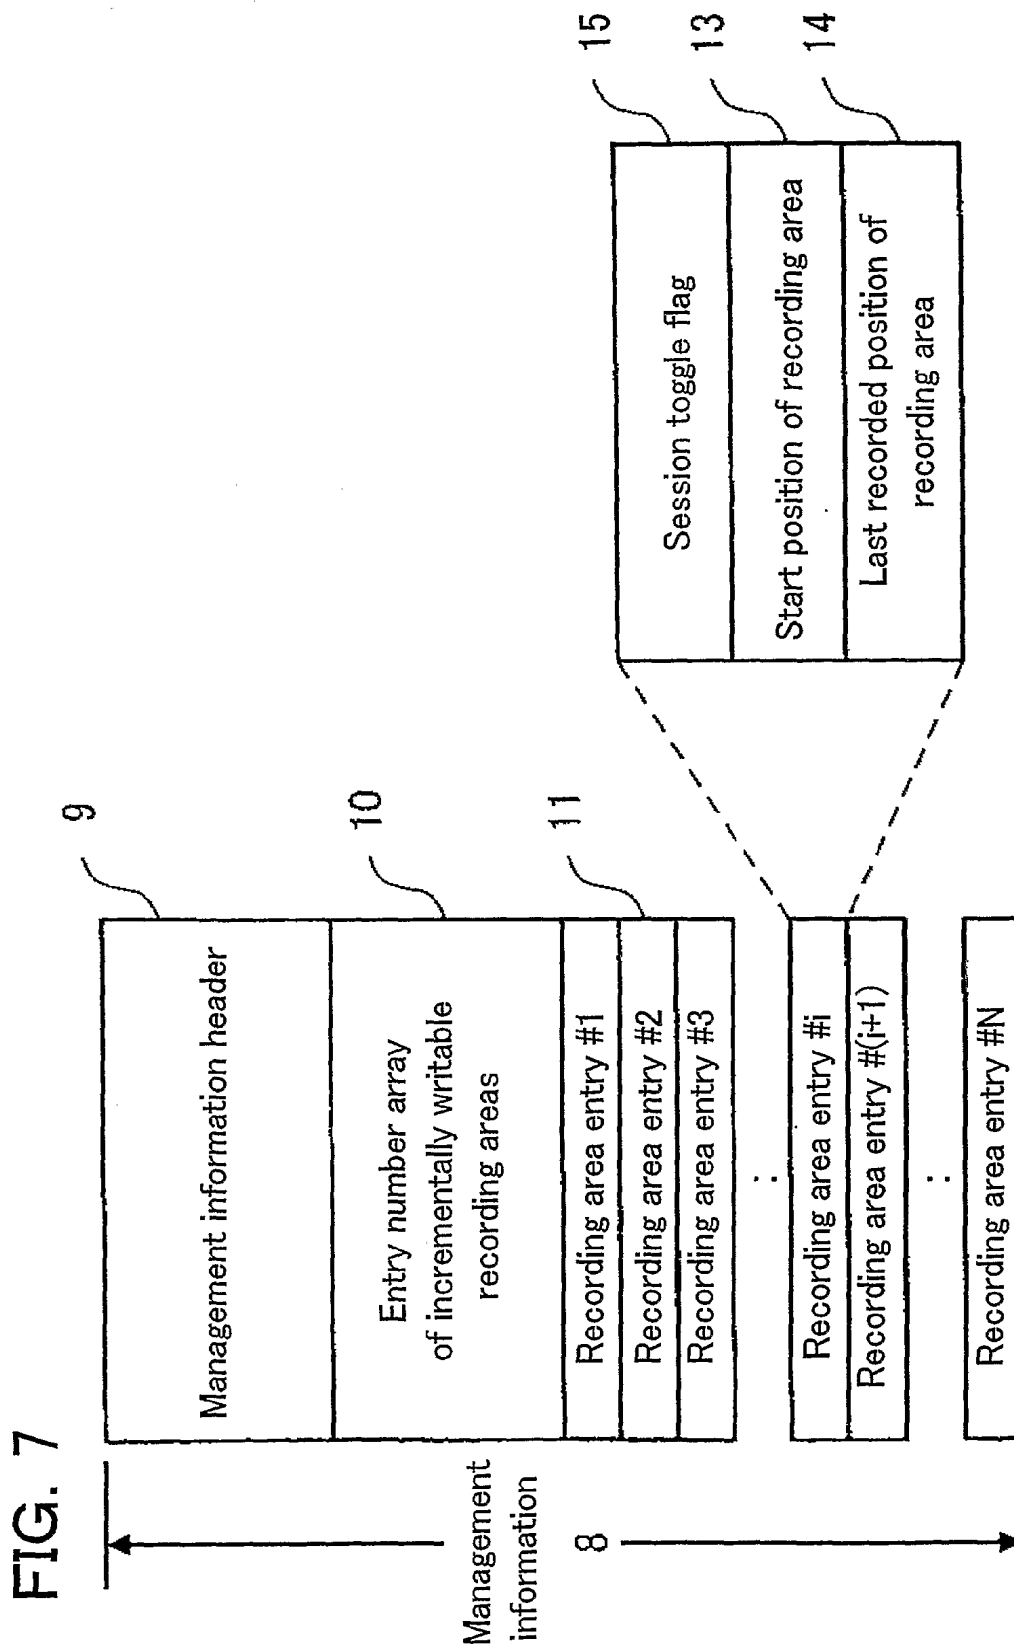 FIG. 7
Management
information
8
Management information header
9
Entry number array
of incrementally writable
recording areas
10
Recording area entry #1
Recording area entry #2
11
Recording area entry #3
:
Recording area entry #i
Recording area entry #(i+1)
:
Recording area entry #N
Session toggle flag
15
Start position of recording area
13
Last recorded position of
recording area
14